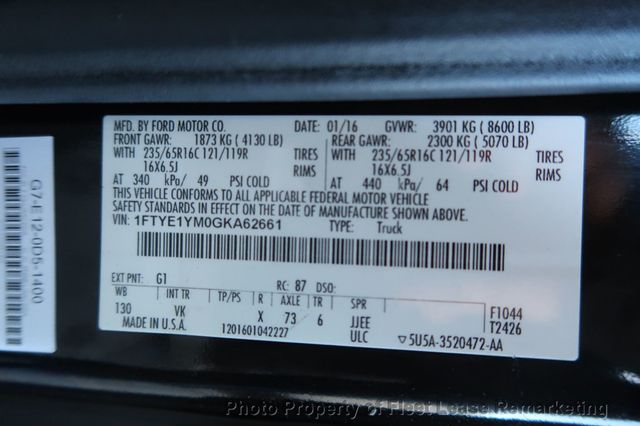 MFD. BY FORD MOTOR CO. DATE: 01/16 GVWR: 3901 KG ( 8600 LB)
FRONT GAWR: 1873 KG ( 4130 LB) REAR GAWR: 2300 KG ( 5070 LB)
WITH 235/65R16C 121/119R TIRES WITH 235/65R16C 121/119R TIRES
16X6.5J RIMS 16X6.5J RIMS
AT 340 kPa/ 49 PSI COLD AT 440 kPa/ 64 PSI COLD
THIS VEHICLE CONFORMS TO ALL APPLICABLE FEDERAL MOTOR VEHICLE
SAFETY STANDARDS IN EFFECT ON THE DATE OF MANUFACTURE SHOWN ABOVE.
VIN: 1FTYE1YM0GKA62661 TYPE: Truck
EXT PNT: G1 RC: 87 DSO:
WB INT TR TP/PS R AXLE TR SPR F1044
130 VK X 73 6 JJEE T2426
MADE IN U.S.A. 1201601042227 ULC 5U5A-3520472-AA
G74E12-0D5-1400
Photo Property of Fleet Lease Remarketing